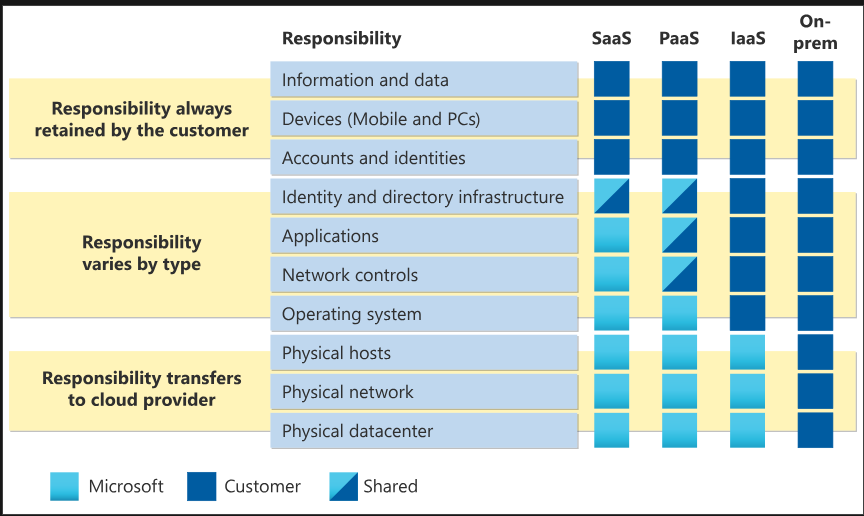 Responsibility SaaS PaaS IaaS On-
prem
Information and data
Responsibility always
retained by the customer
Devices (Mobile and PCs)
Accounts and identities
Identity and directory infrastructure
Responsibility
varies by type
Applications
Network controls
Operating system
Physical hosts
Responsibility transfers
to cloud provider
Physical network
Physical datacenter
Microsoft Customer Shared